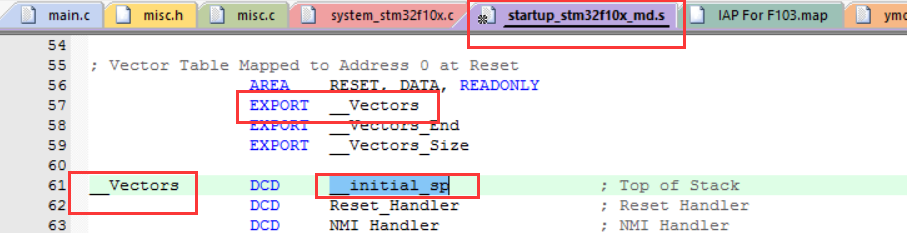 main.c misc.h misc.c system_stm32f10x.c startup_stm32f10x_md.s IAP For F103.map ymo
54
55 ; Vector Table Mapped to Address 0 at Reset
56 AREA RESET, DATA, READONLY
57 EXPORT __Vectors
58 EXPORT __Vectors_End
59 EXPORT __Vectors_Size
60
61 __Vectors DCD __initial_sp ; Top of Stack
62 DCD Reset_Handler ; Reset Handler
63 DCD NMI_Handler ; NMI Handler